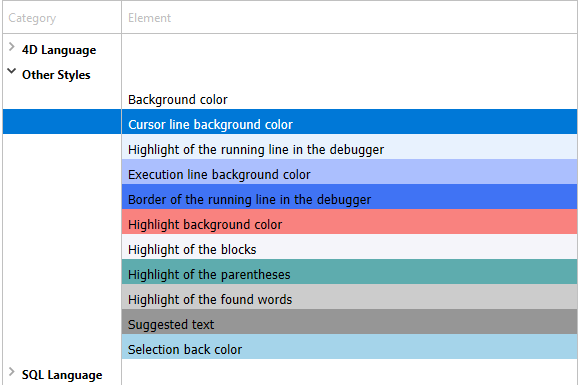 Category Element
4D Language
Other Styles
Background color
Cursor line background color
Highlight of the running line in the debugger
Execution line background color
Border of the running line in the debugger
Highlight background color
Highlight of the blocks
Highlight of the parentheses
Highlight of the found words
Suggested text
Selection back color
SQL Language